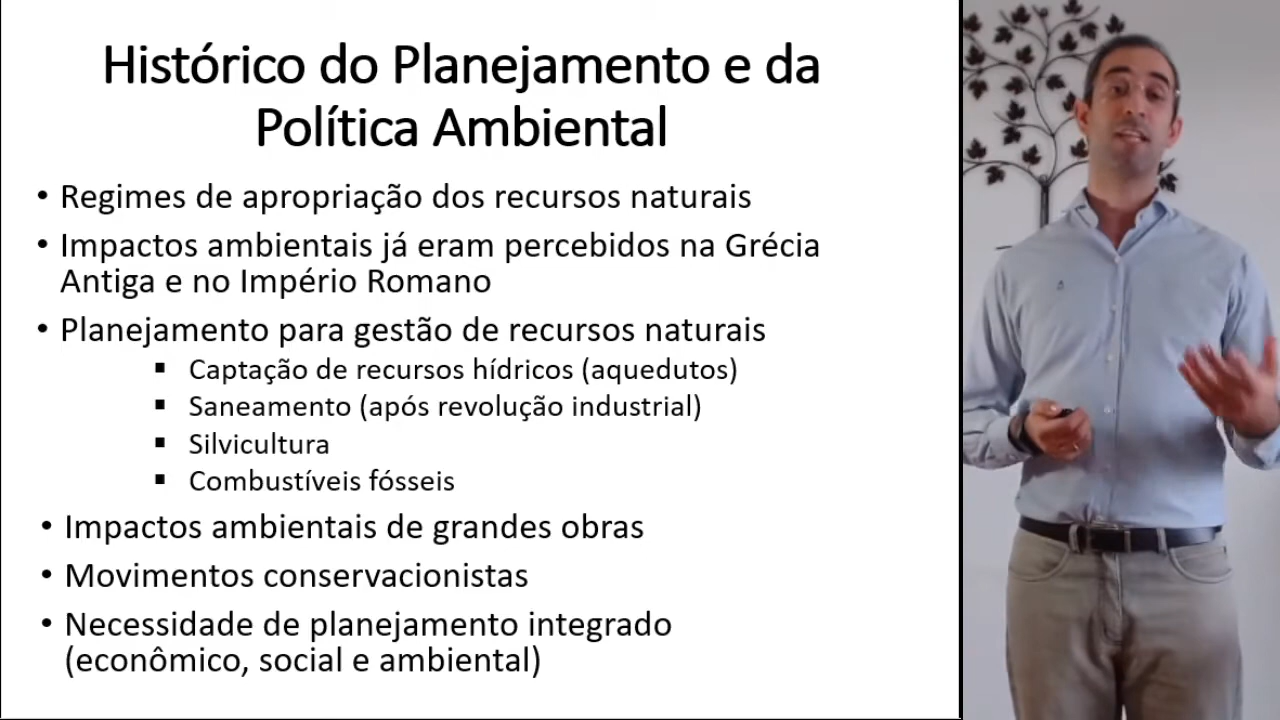 Histórico do Planejamento e da
Política Ambiental
• Regimes de apropriação dos recursos naturais
• Impactos ambientais já eram percebidos na Grécia
Antiga e no Império Romano
• Planejamento para gestão de recursos naturais
▪ Captação de recursos hídricos (aquedutos)
▪ Saneamento (após revolução industrial)
▪ Silvicultura
▪ Combustíveis fósseis
• Impactos ambientais de grandes obras
• Movimentos conservacionistas
• Necessidade de planejamento integrado
(econômico, social e ambiental)